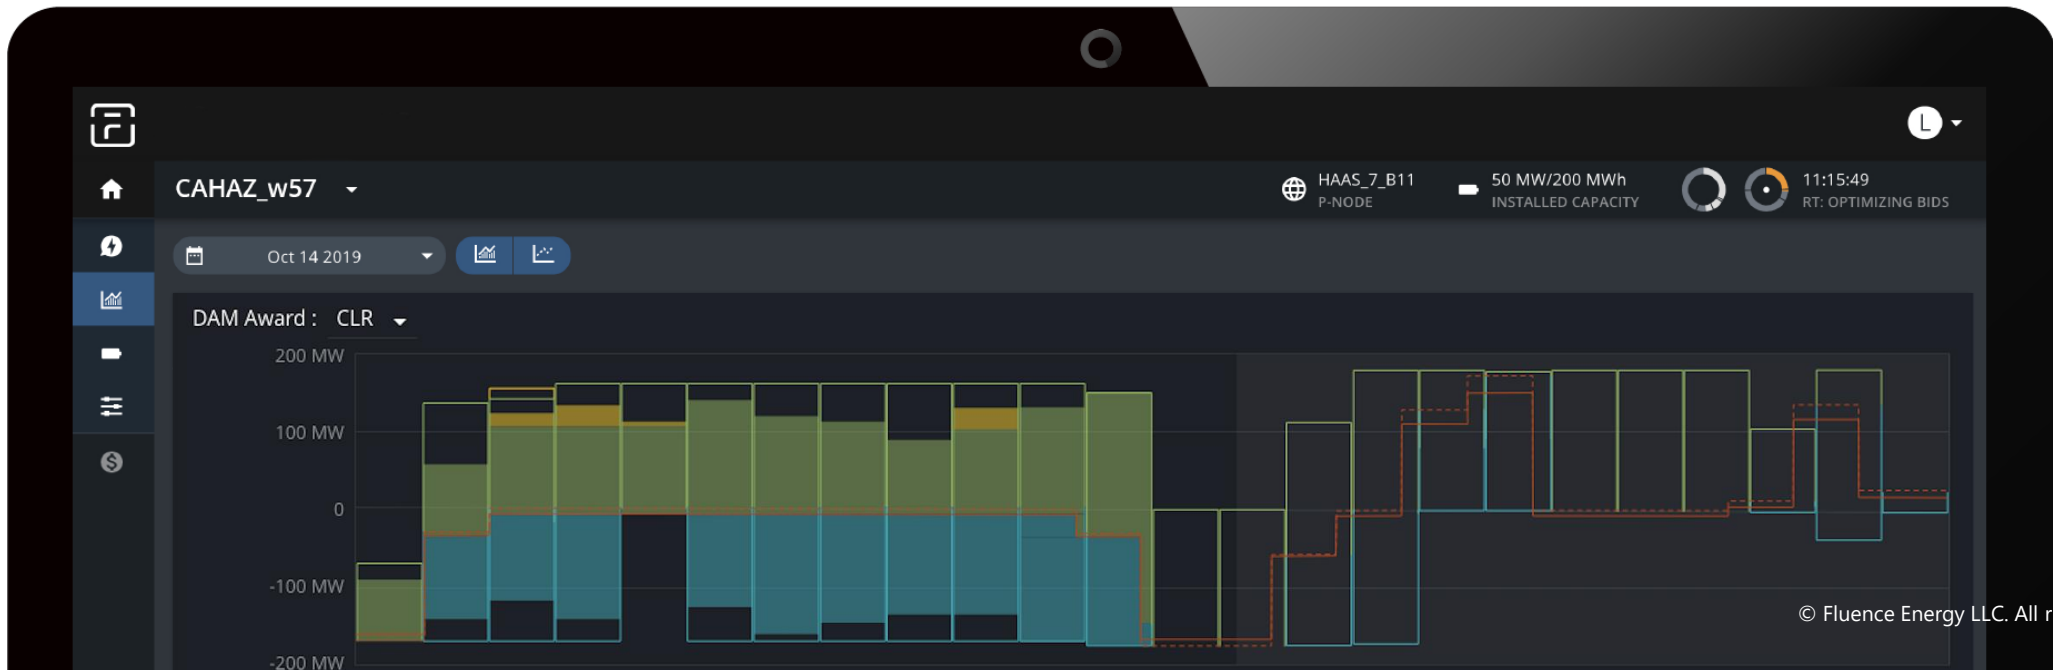 L
CAHAZ_w57
HAAS_7_B11
P-NODE
50 MW/200 MWh
INSTALLED CAPACITY
11:15:49
RT: OPTIMIZING BIDS
Oct 14 2019
DAM Award : CLR
200 MW
100 MW
0
-100 MW
-200 MW
© Fluence Energy LLC. All r